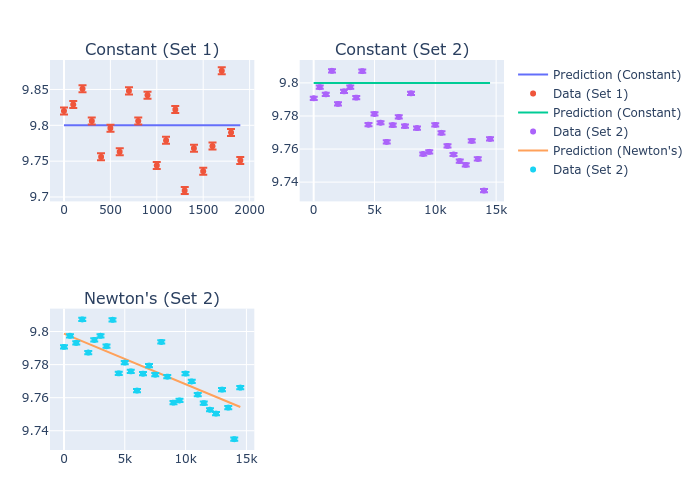 Constant (Set 1)
9.85
9.8
9.75
9.7
0
500
1000
1500
2000
Constant (Set 2)
9.8
9.78
9.76
9.74
0
5k
10k
15k
Prediction (Constant)
Data (Set 1)
Prediction (Constant)
Data (Set 2)
Prediction (Newton's)
Data (Set 2)
Newton's (Set 2)
9.8
9.78
9.76
9.74
0
5k
10k
15k